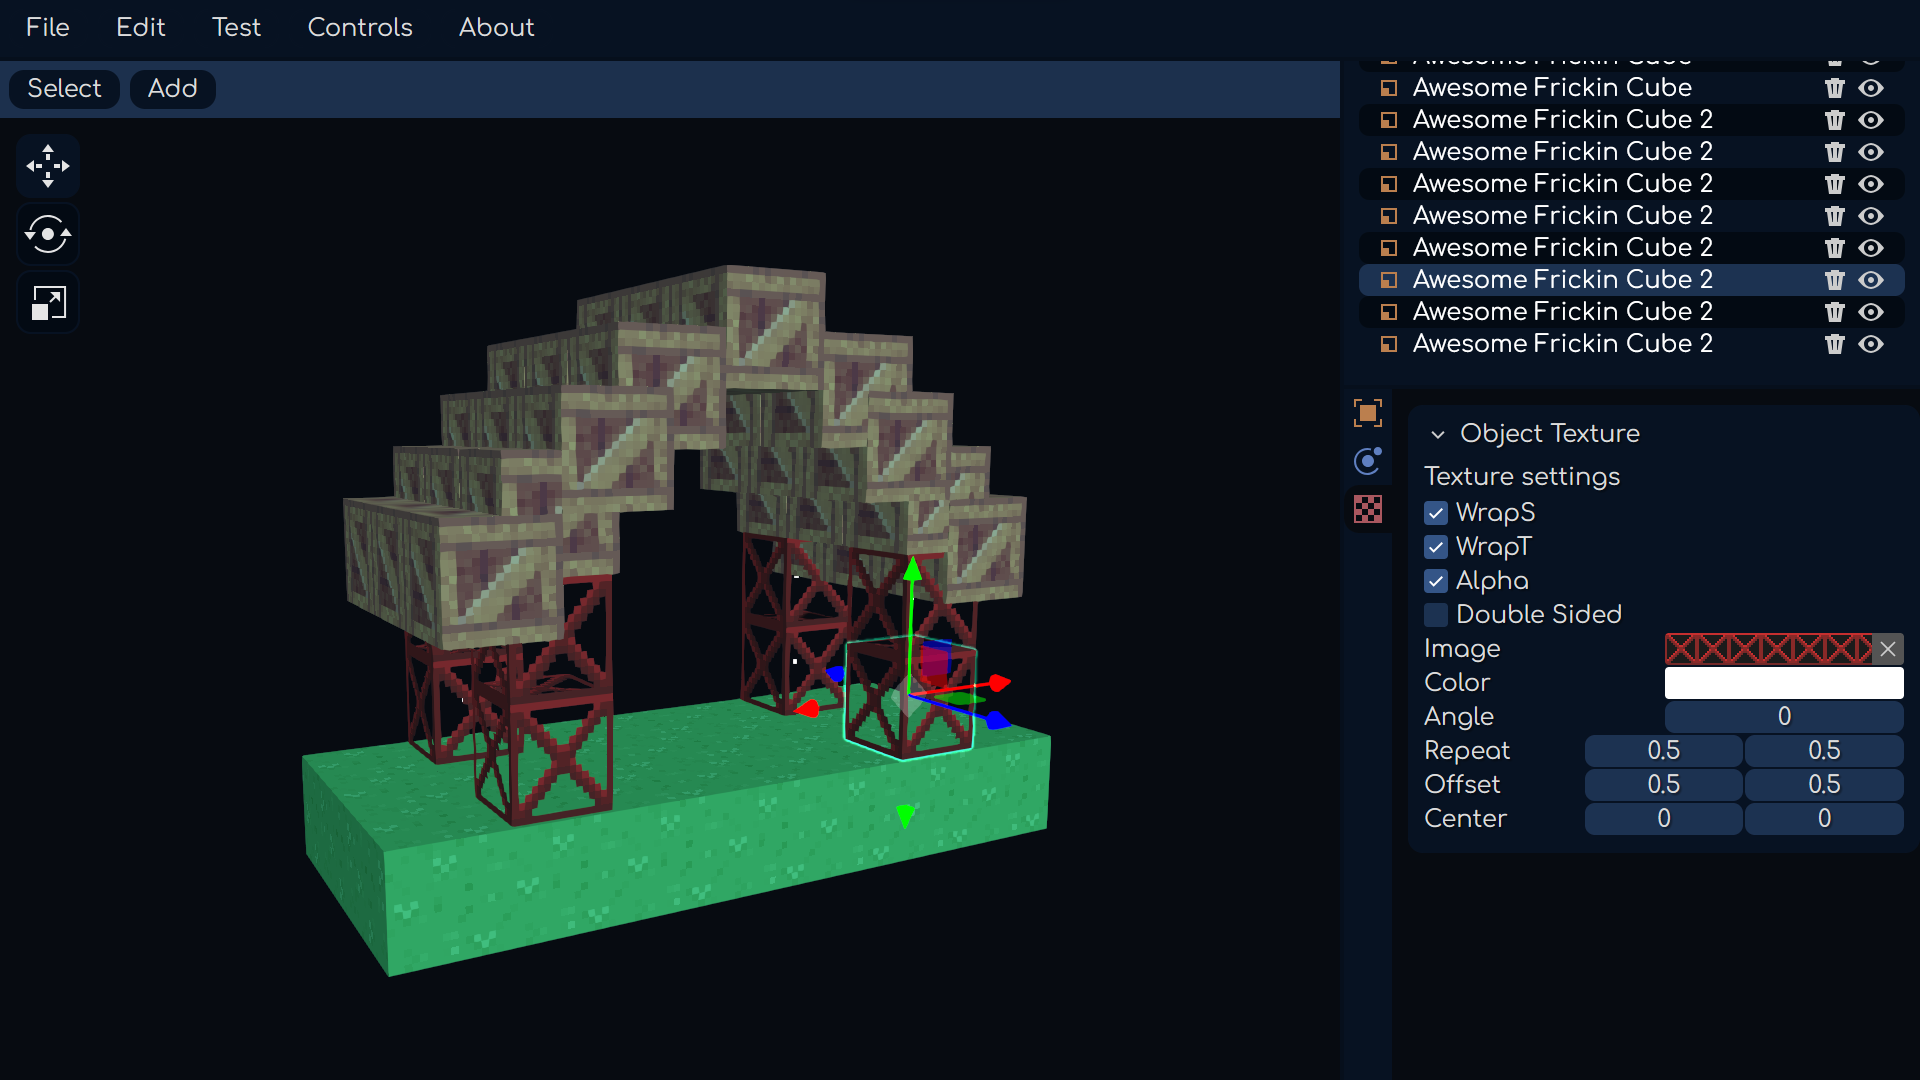 File Edit Test Controls About
Select Add
Awesome Frickin Cube
Awesome Frickin Cube
Awesome Frickin Cube 2
Awesome Frickin Cube 2
Awesome Frickin Cube 2
Awesome Frickin Cube 2
Awesome Frickin Cube 2
Awesome Frickin Cube 2
Awesome Frickin Cube 2
Awesome Frickin Cube 2
Object Texture
Texture settings
WrapS
WrapT
Alpha
Double Sided
Image
Color
Angle 0
Repeat 0.5 0.5
Offset 0.5 0.5
Center 0 0